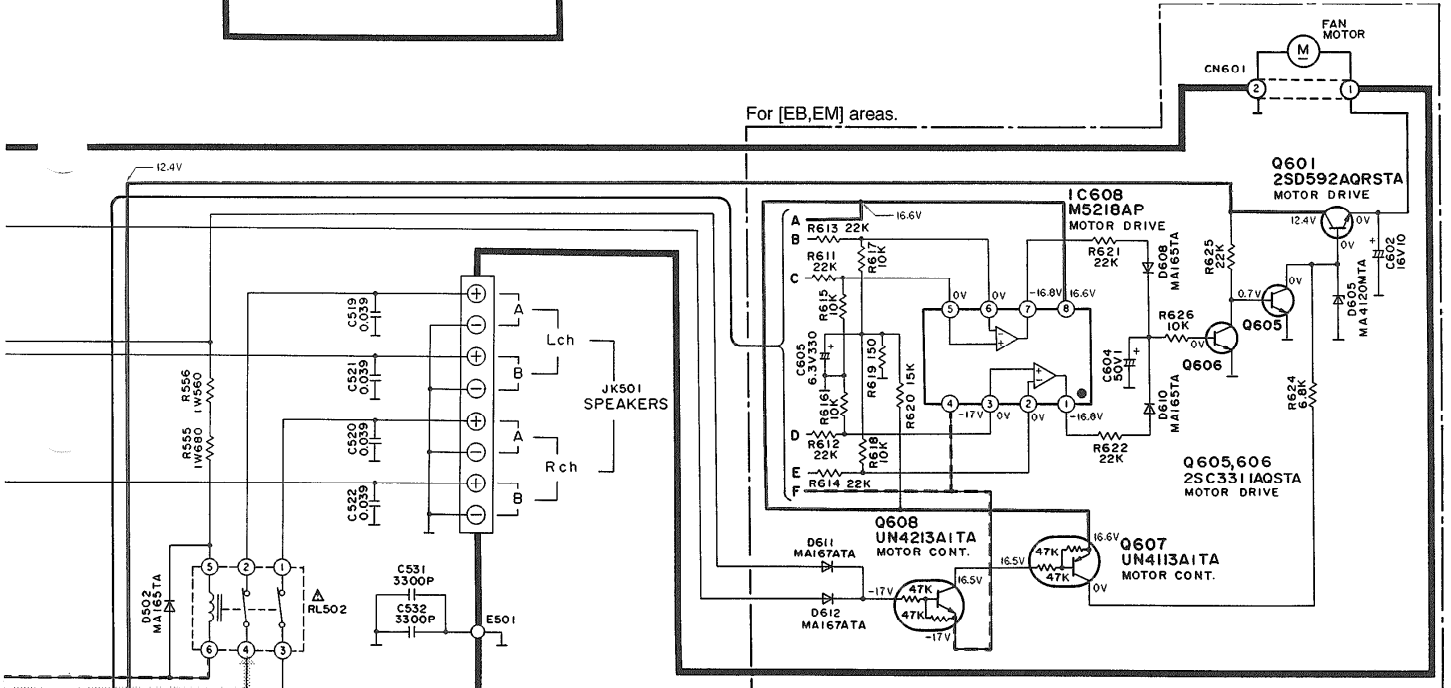 FAN
MOTOR
M
CN601
2
1
For [EB,EM] areas.
12.4V
Q601
2SD592AQRSTA
MOTOR DRIVE
12.4V
0V
0V
IC608
M5218AP
MOTOR DRIVE
16.6V
A
R613 22K
B
R611
22K
C
R617
10K
R615
10K
R621
22K
D608
MA165TA
R625
22K
C602
16V10
+
0V
0V
-16.8V
16.6V
5
6
7
8
0.7V
0V
Q605
D605
MA4120MTA
R626
10K
0V
Q606
C605
6.3V330
+
R619 150
R620 15K
C604
50V1
+
D610
MA165TA
R624
6.8K
R616
10K
4
3
2
1
-17V
0V
0V
-16.8V
D
R612
22K
R618
10K
E
R614 22K
F
R622
22K
Q605,606
2SC3311AQSTA
MOTOR DRIVE
C519
0.039
C521
0.039
C520
0.039
C522
0.039
A
Lch
B
JK501
SPEAKERS
A
Rch
B
R556
1W560
R555
1W680
Q608
UN4213A1TA
MOTOR CONT.
16.6V
Q607
UN4113A1TA
MOTOR CONT.
16.5V
47K
47K
0V
D611
MA167ATA
16.5V
-17V
47K
47K
-17V
D612
MA167ATA
D502
MA165TA
5
2
1
RL502
6
4
3
C531
3300P
C532
3300P
E501